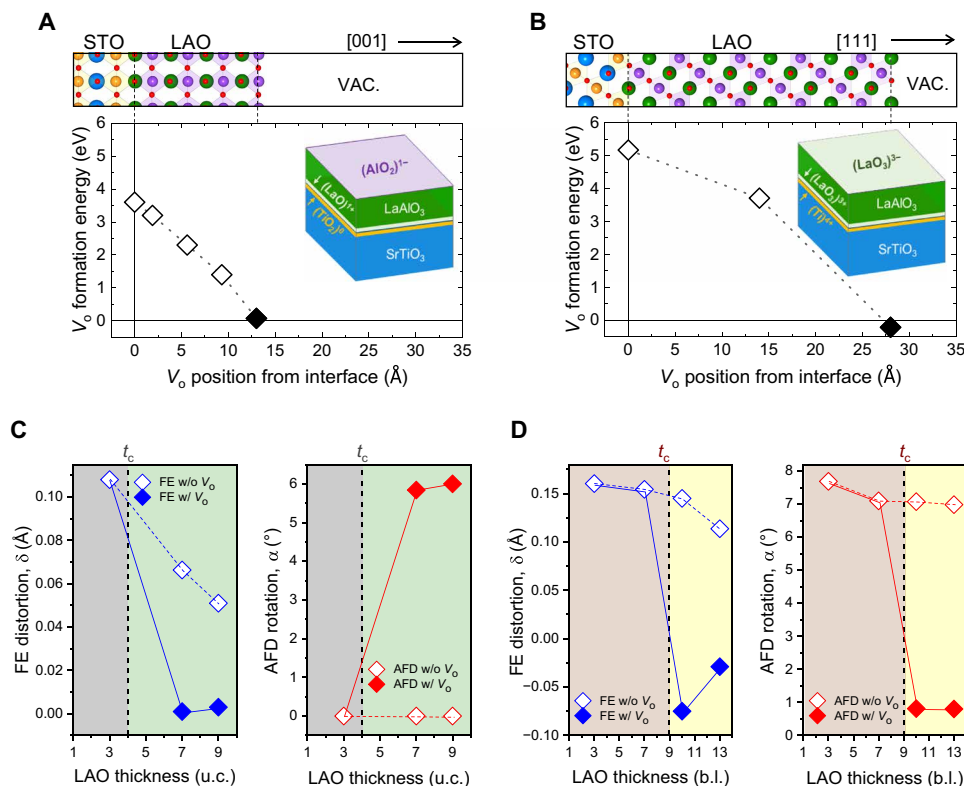 A
STO LAO [001]
VAC.
6
5
4
3
2
1
0
V₀ formation energy (eV)
(AlO₂)¹⁻
(LaO)¹⁺
LaAlO₃
(TiO₂)⁰
SrTiO₃
0 5 10 15 20 25 30 35
Vₒ position from interface (Å)
B
STO LAO [111]
VAC.
6
5
4
3
2
1
0
Vₒ formation energy (eV)
(LaO₃)³⁻
(LaO₃)³⁺
LaAlO₃
(Ti)⁴⁺
SrTiO₃
0 5 10 15 20 25 30 35
Vₒ position from interface (Å)
C
tc
FE w/o Vₒ
FE w/ Vₒ
0.10
0.08
0.06
0.04
0.02
0.00
FE distortion, δ (Å)
1 3 5 7 9
LAO thickness (u.c.)
tc
6
5
4
3
2
1
0
AFD rotation, α (°)
AFD w/o Vₒ
AFD w/ Vₒ
1 3 5 7 9
LAO thickness (u.c.)
D
tc
0.15
0.10
0.05
0.00
−0.05
−0.10
FE distortion, δ (Å)
FE w/o Vₒ
FE w/ Vₒ
1 3 5 7 9 11 13
LAO thickness (b.l.)
tc
8
7
6
5
4
3
2
1
0
AFD rotation, α (°)
AFD w/o Vₒ
AFD w/ Vₒ
1 3 5 7 9 11 13
LAO thickness (b.l.)